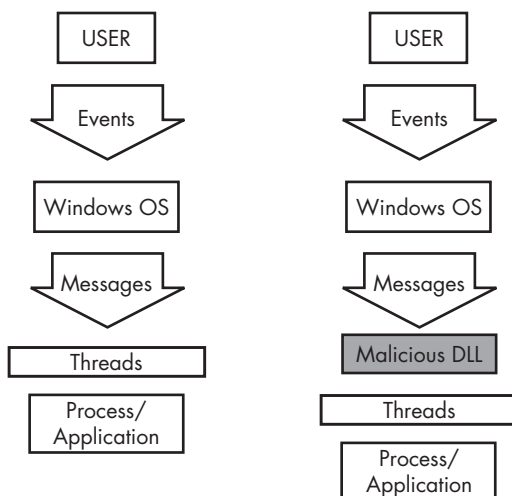 USER
Events
Windows OS
Messages
Threads
Process/
Application
USER
Events
Windows OS
Messages
Malicious DLL
Threads
Process/
Application